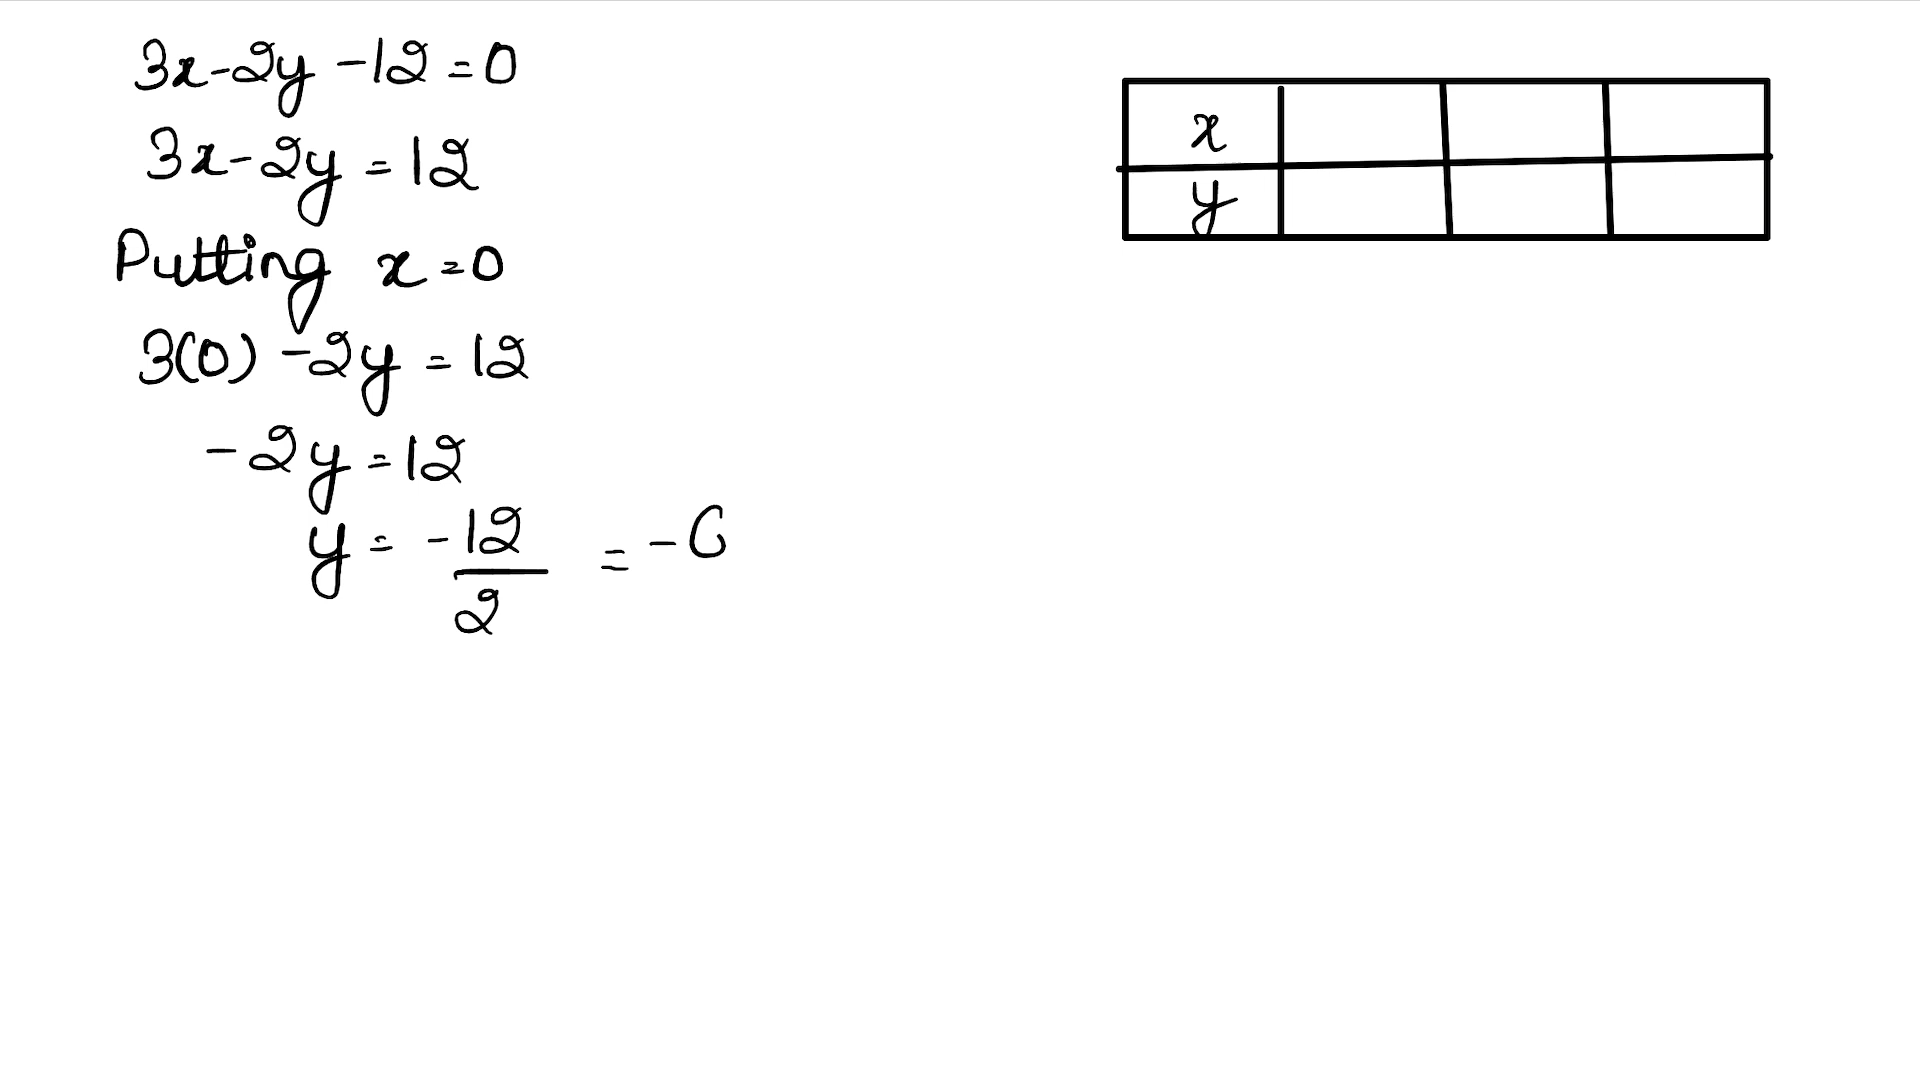 3x-2y-12=0
3x-2y=12
Putting x=0
3(0)-2y=12
-2y=12
y=-12/2=-6
x
y